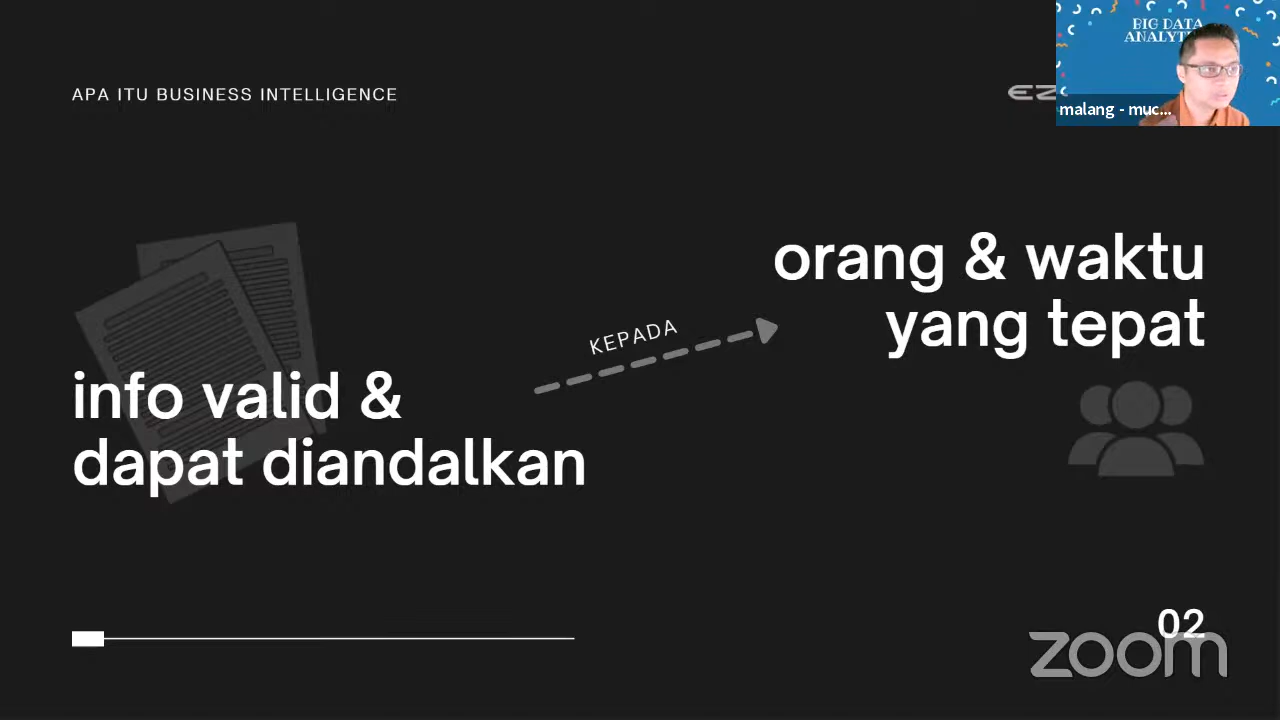 APA ITU BUSINESS INTELLIGENCE
EZ
BIG DATA
malang - muc...
orang & waktu
yang tepat
KEPADA
info valid &
dapat diandalkan
02
zoom